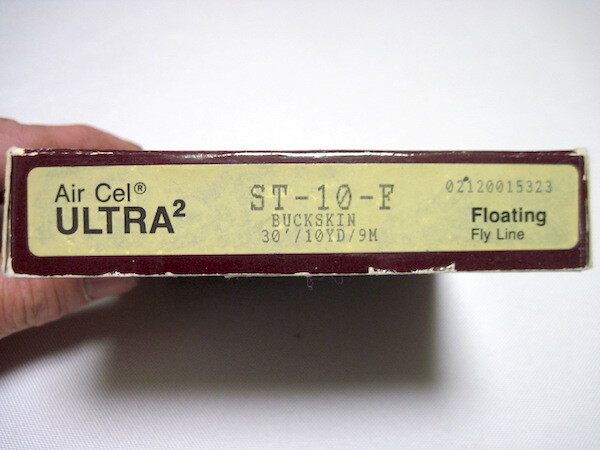 Air Cel®
ULTRA²
ST-10-F
BUCKSKIN
30'/10YD/9M
02120015323
Floating
Fly Line